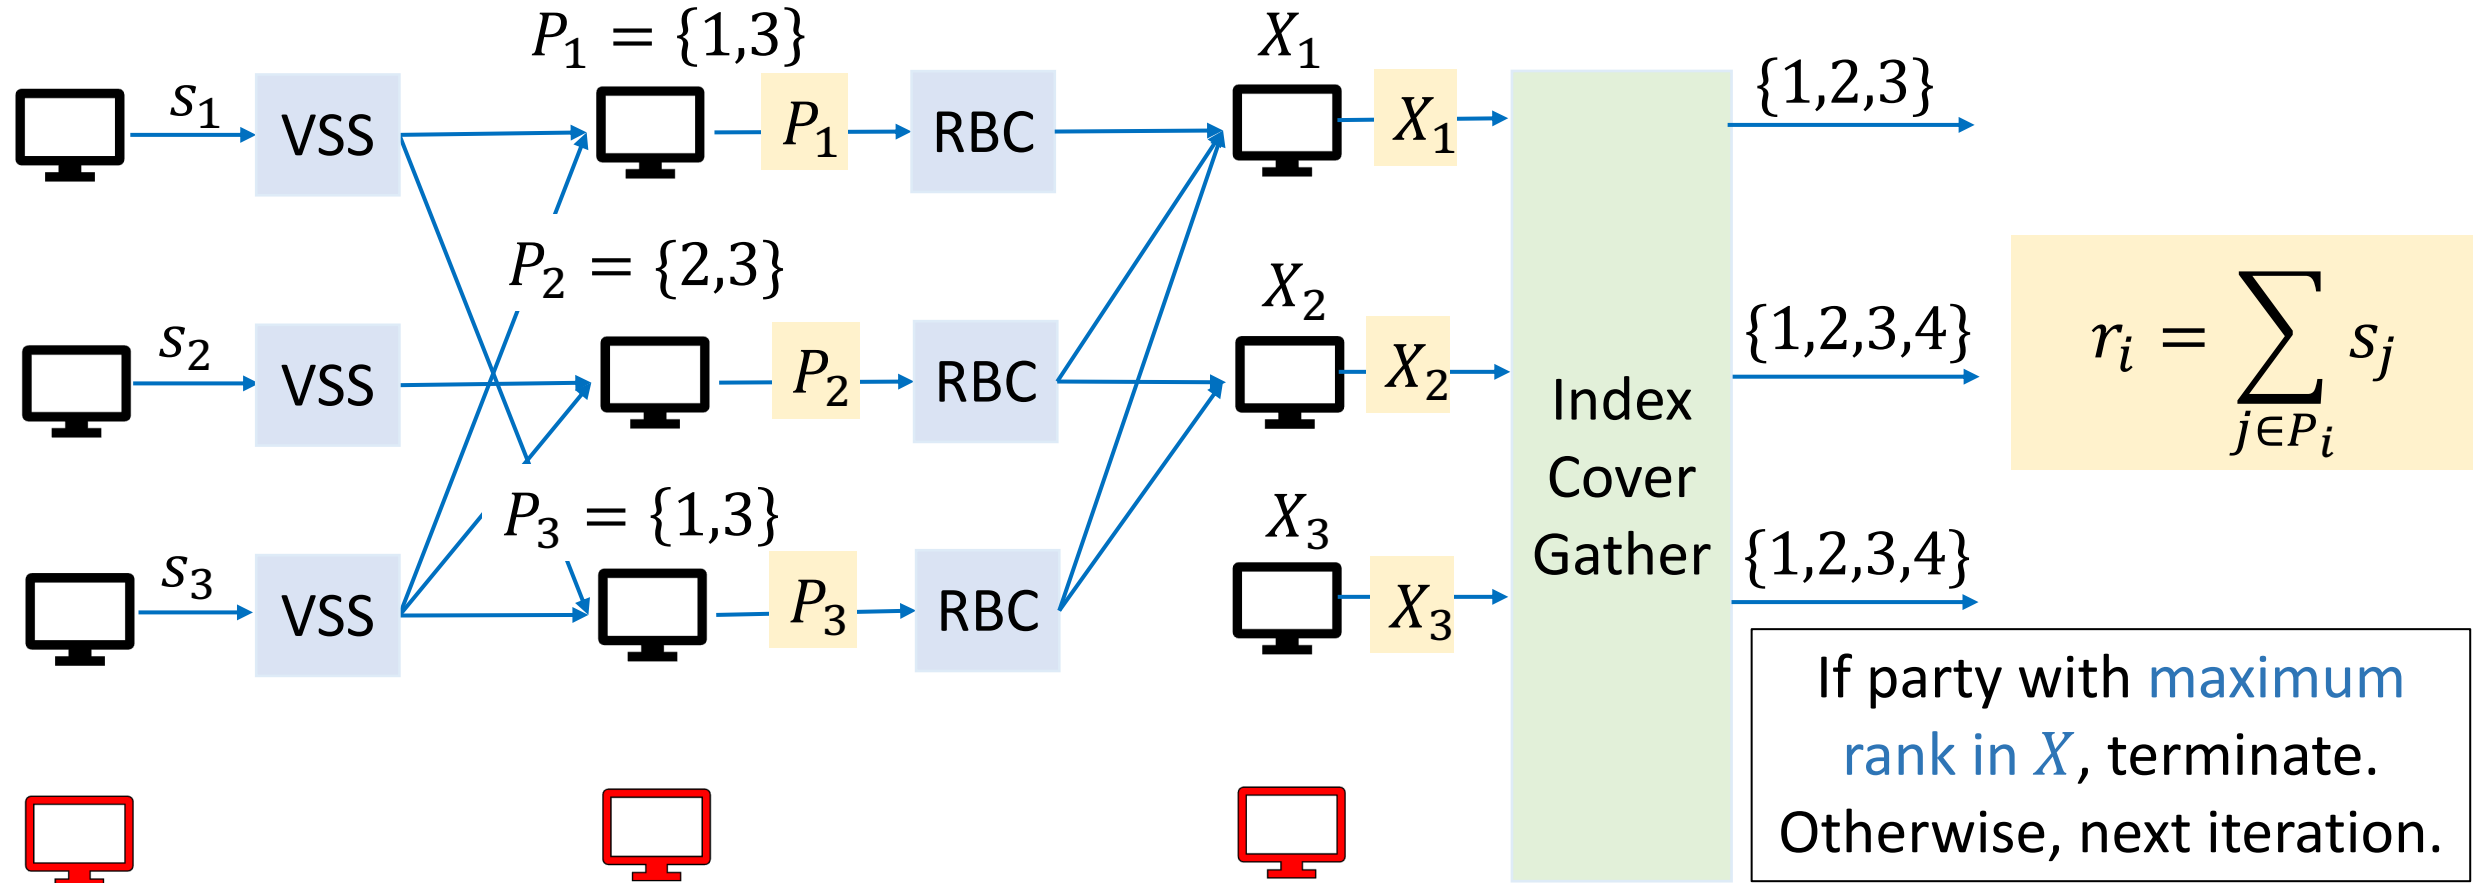 P₁ = {1,3}
X₁
s₁
VSS
P₁
RBC
X₁
{1,2,3}
P₂ = {2,3}
X₂
s₂
VSS
P₂
RBC
X₂
{1,2,3,4}
rᵢ = ∑ sⱼ
j∈Pᵢ
Index
Cover
Gather
P₃ = {1,3}
X₃
s₃
VSS
P₃
RBC
X₃
{1,2,3,4}
If party with maximum
rank in X, terminate.
Otherwise, next iteration.